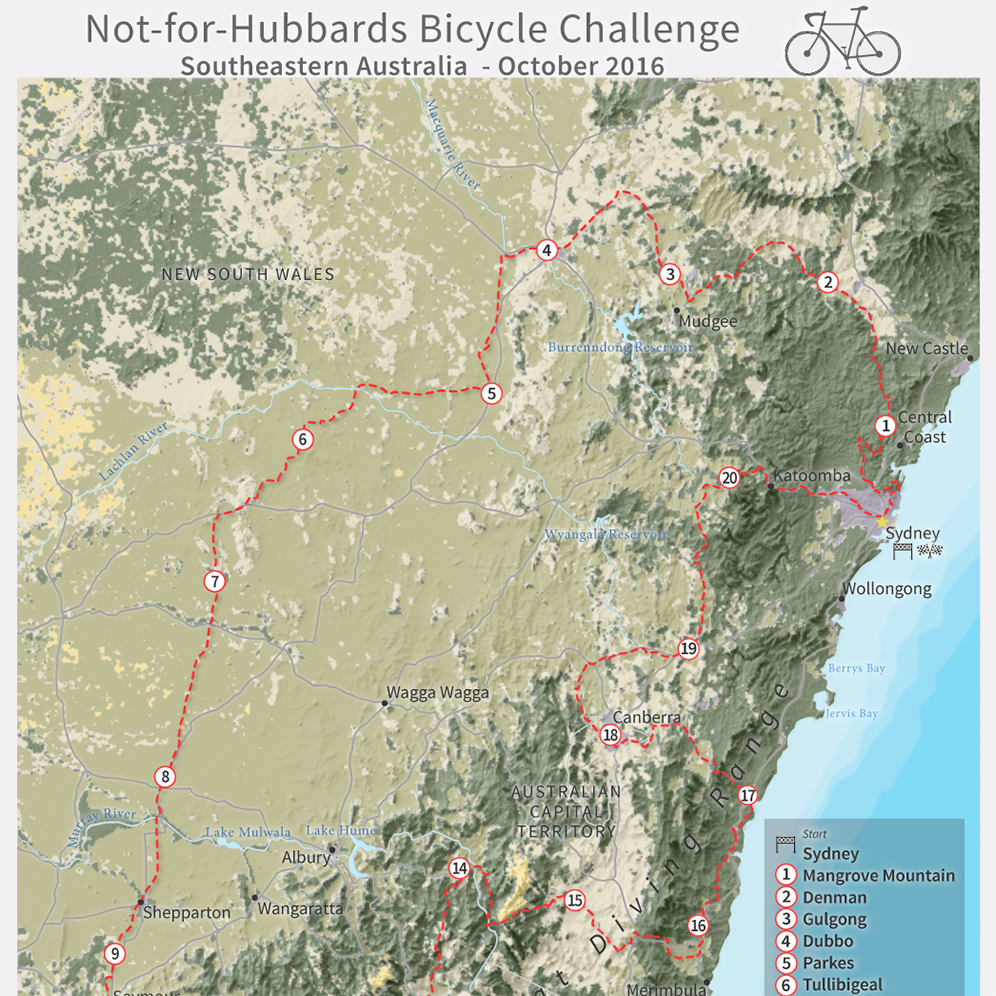 Not-for-Hubbards Bicycle Challenge
Southeastern Australia - October 2016
Macquarie River
4
NEW SOUTH WALES
3
2
Mudgee
Burrenndong Reservoir
New Castle
5
Lachlan River
6
1
Central
Coast
20
Katoomba
Wyangala Reservoir
Sydney
7
Wollongong
19
Berrys Bay
Wagga Wagga
Jervis Bay
Canberra
18
8
17
AUSTRALIAN
CAPITAL
TERRITORY
Murray River
Lake Mulwala
Lake Hume
Albury
14
15
Shepparton
Wangaratta
16
9
Seymour
Merimbula
at Diving Range
Start
Sydney
1 Mangrove Mountain
2 Denman
3 Gulgong
4 Dubbo
5 Parkes
6 Tullibigeal